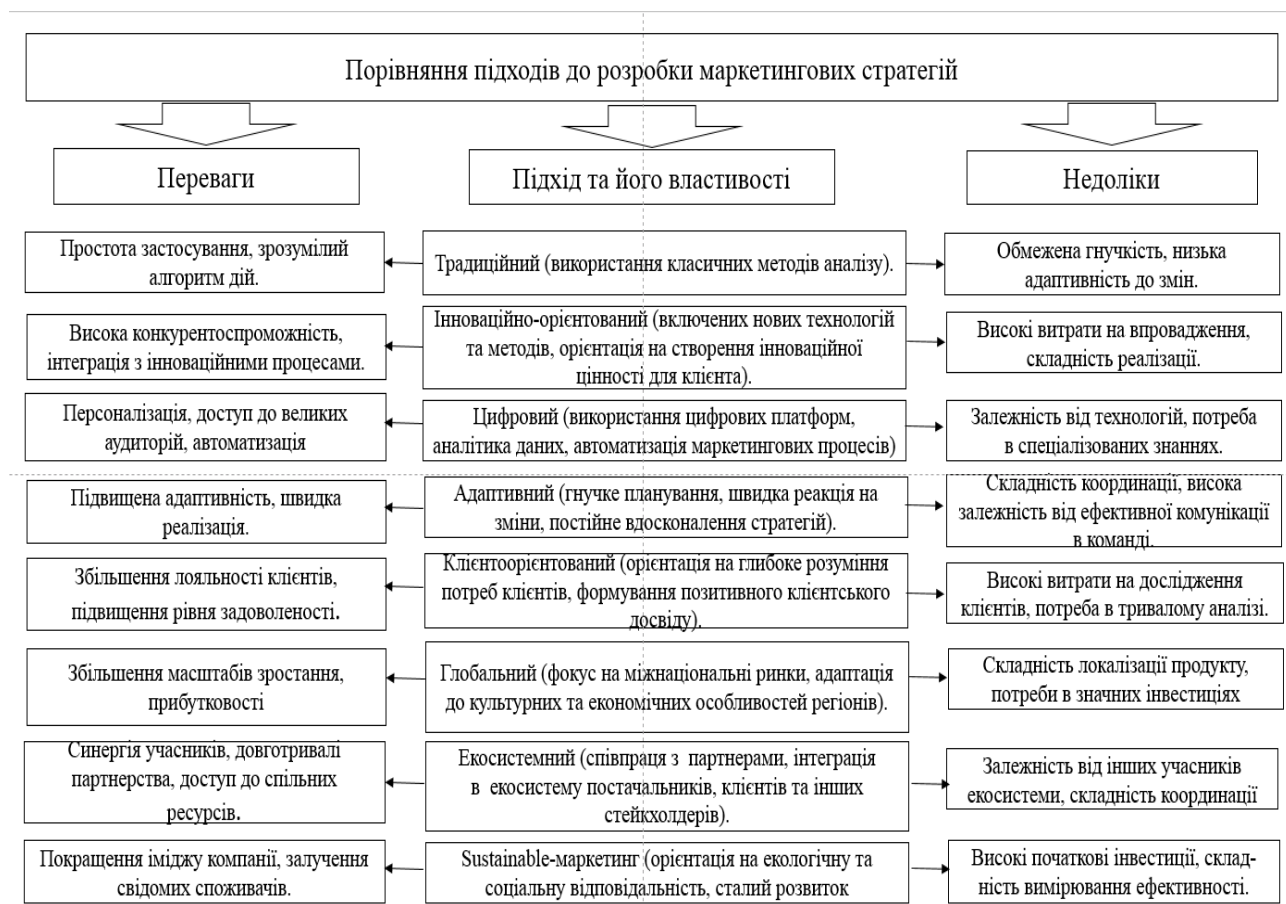 Порівняння підходів до розробки маркетингових стратегій
Переваги
Підхід та його властивості
Недоліки
Простота застосування, зрозумілий
алгоритм дій.
Традиційний (використання класичних методів аналізу).
Обмежена гнучкість, низька
адаптивність до змін.
Висока конкурентоспроможність,
інтеграція з інноваційними процесами.
Інноваційно-орієнтований (включених нових технологій
та методів, орієнтація на створення інноваційної
цінності для клієнта).
Високі витрати на впровадження,
складність реалізації.
Персоналізація, доступ до великих
аудиторій, автоматизація
Цифровий (використання цифрових платформ,
аналітика даних, автоматизація маркетингових процесів)
Залежність від технологій, потреба
в спеціалізованих знаннях.
Підвищена адаптивність, швидка
реалізація.
Адаптивний (гнучке планування, швидка реакція на
зміни, постійне вдосконалення стратегій).
Складність координації, висока
залежність від ефективної комунікації
в команді.
Збільшення лояльності клієнтів,
підвищення рівня задоволеності.
Клієнтоорієнтований (орієнтація на глибоке розуміння
потреб клієнтів, формування позитивного клієнтського
досвіду).
Високі витрати на дослідження
клієнтів, потреба в тривалому аналізі.
Збільшення масштабів зростання,
прибутковості
Глобальний (фокус на міжнаціональні ринки, адаптація
до культурних та економічних особливостей регіонів).
Складність локалізації продукту,
потреби в значних інвестиціях
Синергія учасників, довготривалі
партнерства, доступ до спільних
ресурсів.
Екосистемний (співпраця з партнерами, інтеграція
в екосистему постачальників, клієнтів та інших
стейкхолдерів).
Залежність від інших учасників
екосистеми, складність координації
Покращення іміджу компанії, залучення
свідомих споживачів.
Sustainable-маркетинг (орієнтація на екологічну та
соціальну відповідальність, сталий розвиток
Високі початкові інвестиції, склад-
ність вимірювання ефективності.